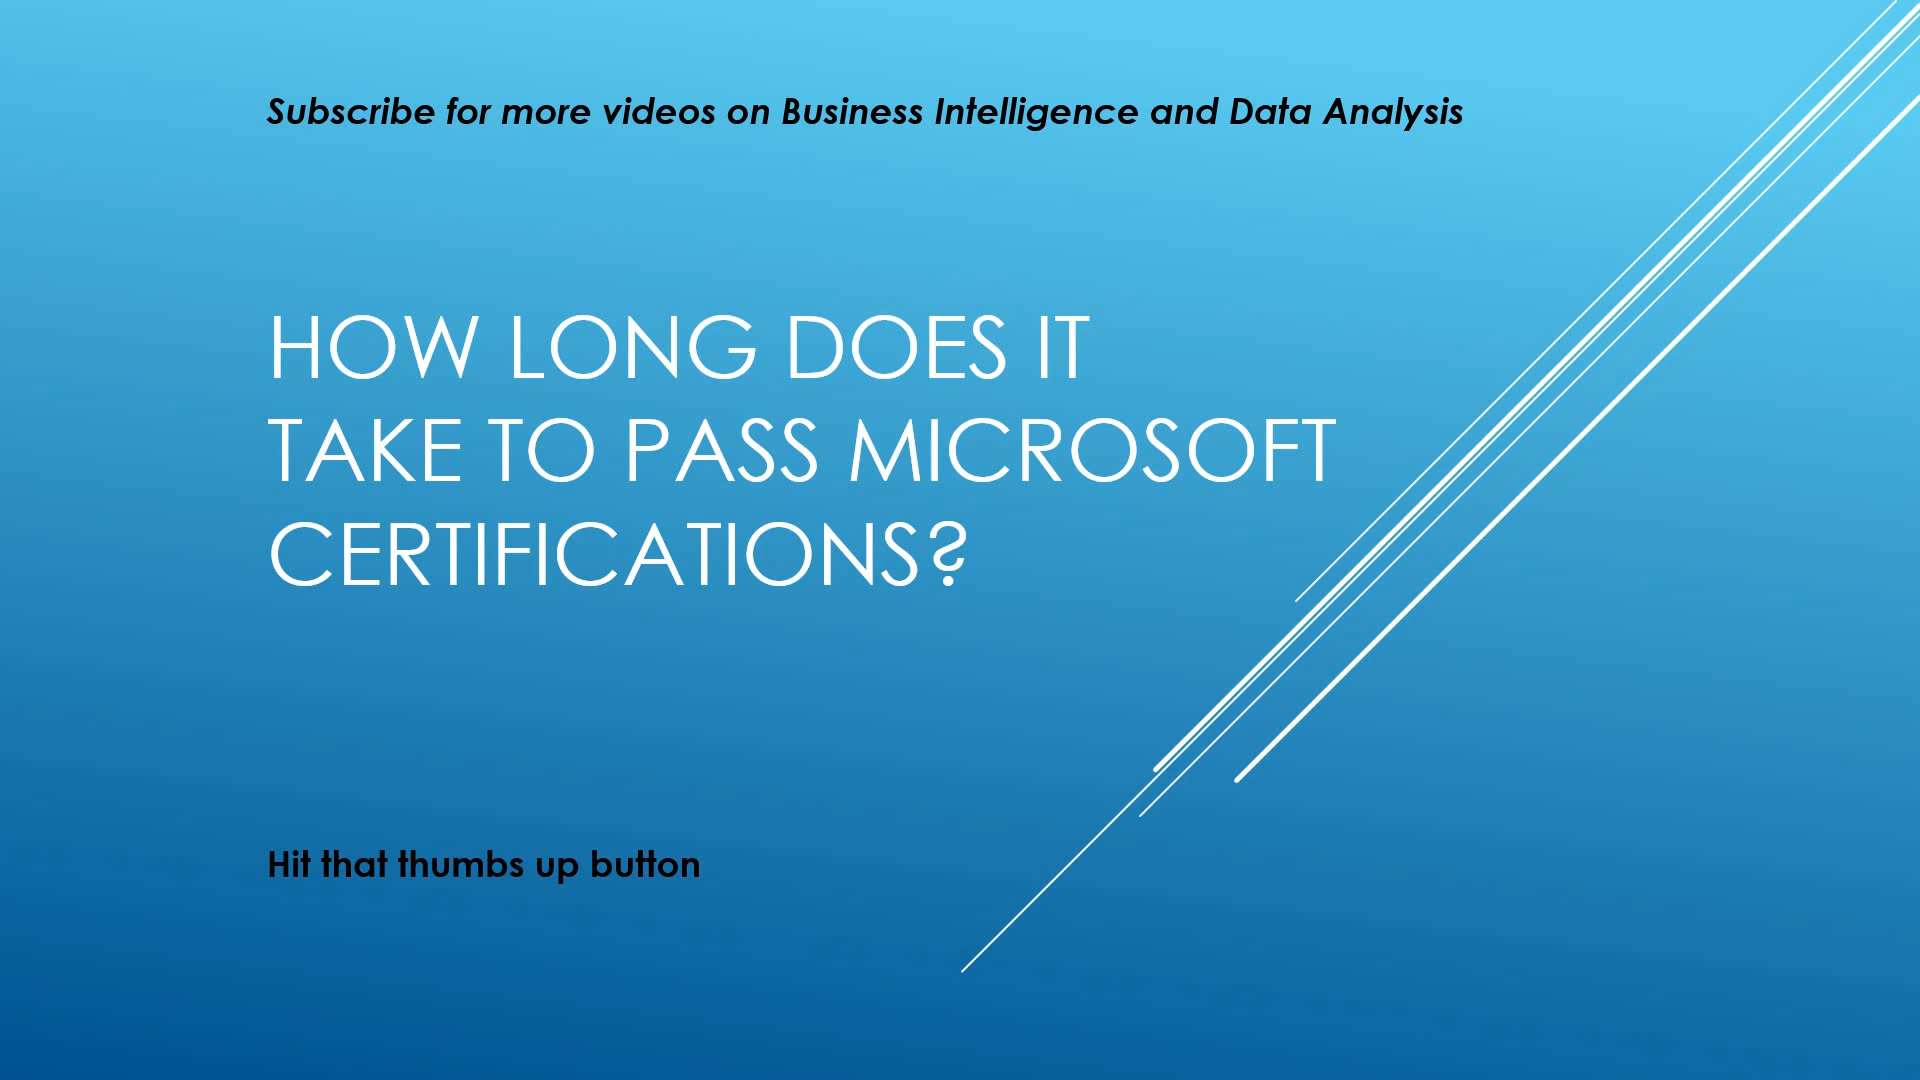 Subscribe for more videos on Business Intelligence and Data Analysis
HOW LONG DOES IT
TAKE TO PASS MICROSOFT
CERTIFICATIONS?
Hit that thumbs up button